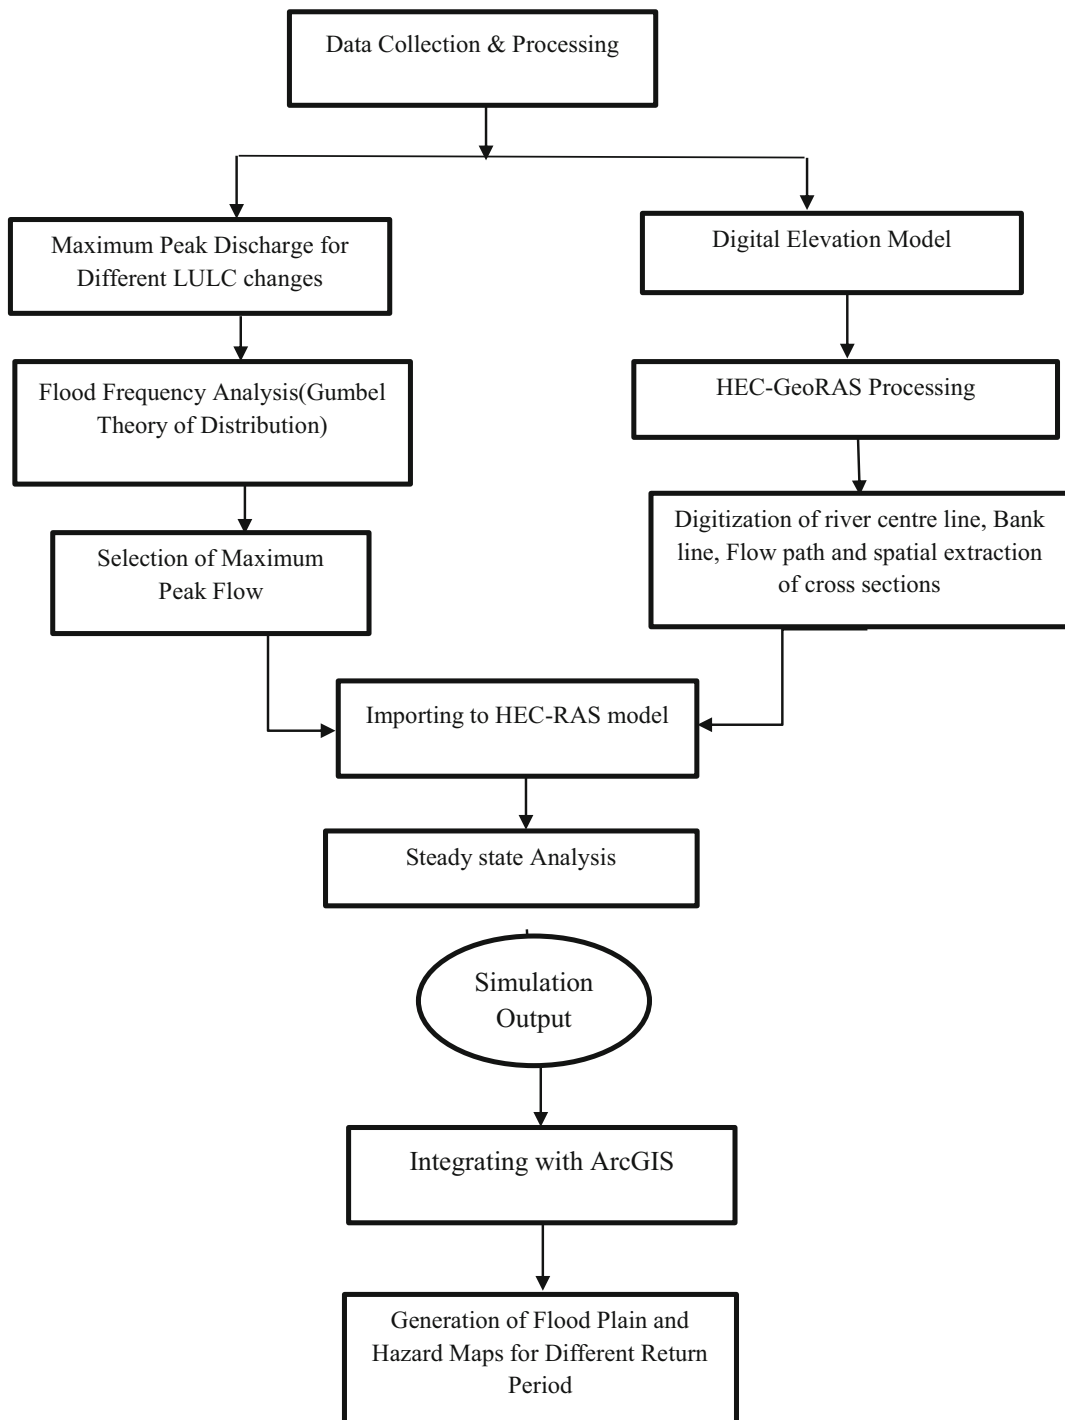 Data Collection & Processing
Maximum Peak Discharge for
Different LULC changes
Digital Elevation Model
Flood Frequency Analysis(Gumbel
Theory of Distribution)
HEC-GeoRAS Processing
Selection of Maximum
Peak Flow
Digitization of river centre line, Bank
line, Flow path and spatial extraction
of cross sections
Importing to HEC-RAS model
Steady state Analysis
Simulation
Output
Integrating with ArcGIS
Generation of Flood Plain and
Hazard Maps for Different Return
Period